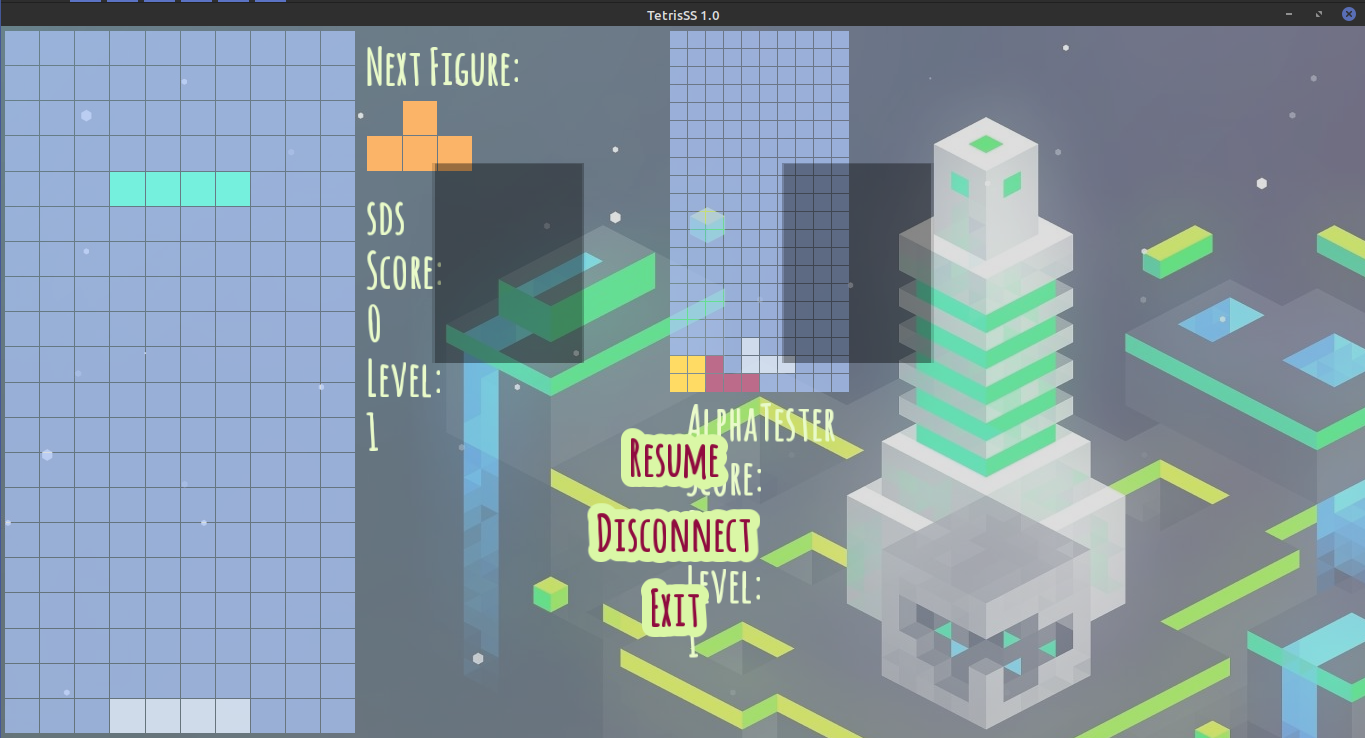 TetrisSS 1.0
Next Figure:
sds
Score:
0
Level:
1
AlphaTester
Score:
Level:
1
Resume
Disconnect
Exit